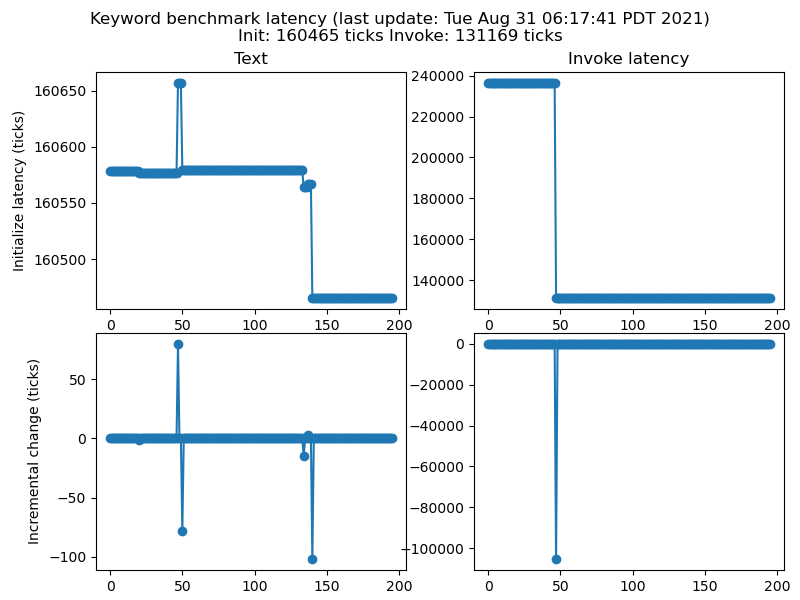 Keyword benchmark latency (last update: Tue Aug 31 06:17:41 PDT 2021)
Init: 160465 ticks Invoke: 131169 ticks
Text
Invoke latency
Initialize latency (ticks)
160650
160600
160550
160500
0 50 100 150 200
240000
220000
200000
180000
160000
140000
0 50 100 150 200
Incremental change (ticks)
50
0
−50
−100
0 50 100 150 200
0
−20000
−40000
−60000
−80000
−100000
0 50 100 150 200